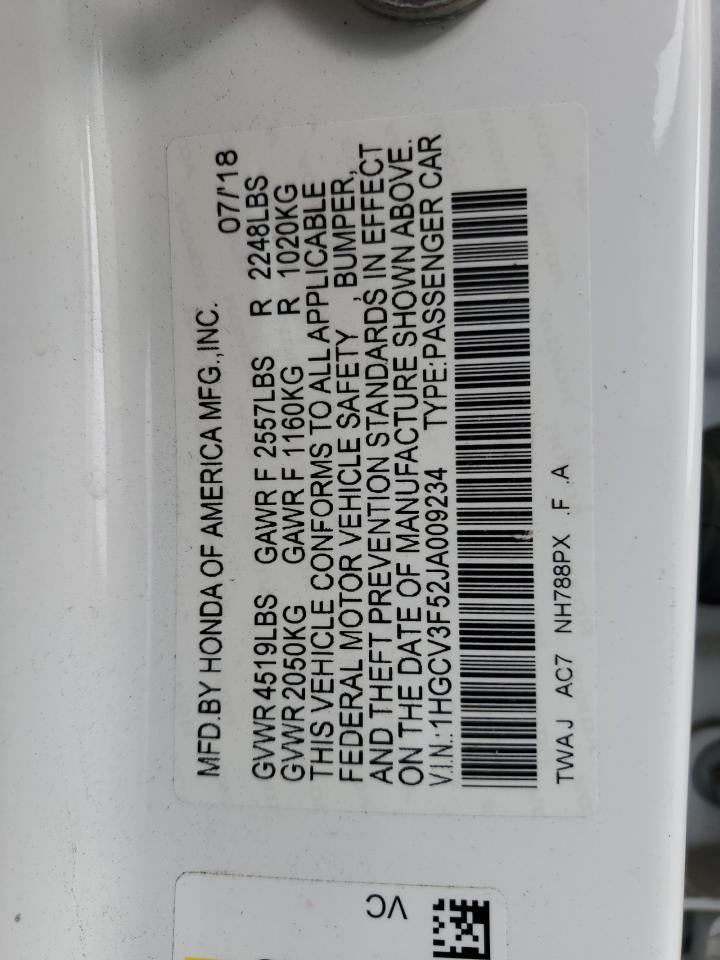 MFD.BY HONDA OF AMERICA MFG.,INC. 07/'18
GVWR 4519LBS GAWR F 2557LBS R 2248LBS
GVWR 2050KG GAWR F 1160KG R 1020KG
THIS VEHICLE CONFORMS TO ALL APPLICABLE
FEDERAL MOTOR VEHICLE SAFETY , BUMPER,
AND THEFT PREVENTION STANDARDS IN EFFECT
ON THE DATE OF MANUFACTURE SHOWN ABOVE.
V.I.N.:1HGCV3F52JA009234 TYPE:PASSENGER CAR
TWAJ AC7 NH788PX .F .A
VC